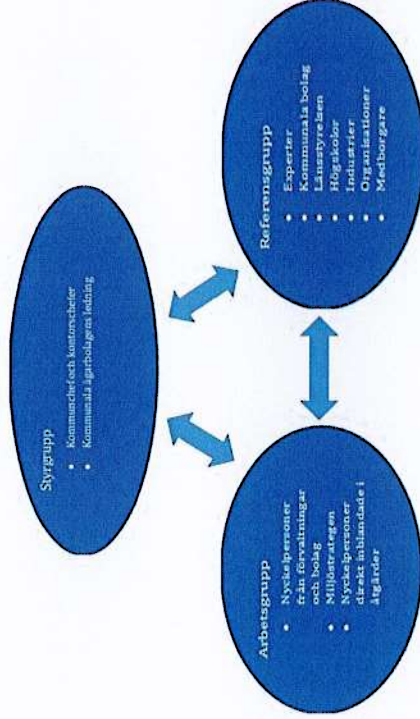 Styrgrupp
• Kommunchef och kontorschefer
• Kommunala ägarbolagens ledning
Arbetsgrupp
• Nyckelpersoner
från förvaltningar
och bolag
• Miljöstrategen
• Nyckelpersoner
direkt inblandade i
åtgärder
Referensgrupp
• Experter
• Kommunala bolag
• Länsstyrelsen
• Högskolor
• Industrier
• Organisationer
• Medborgare